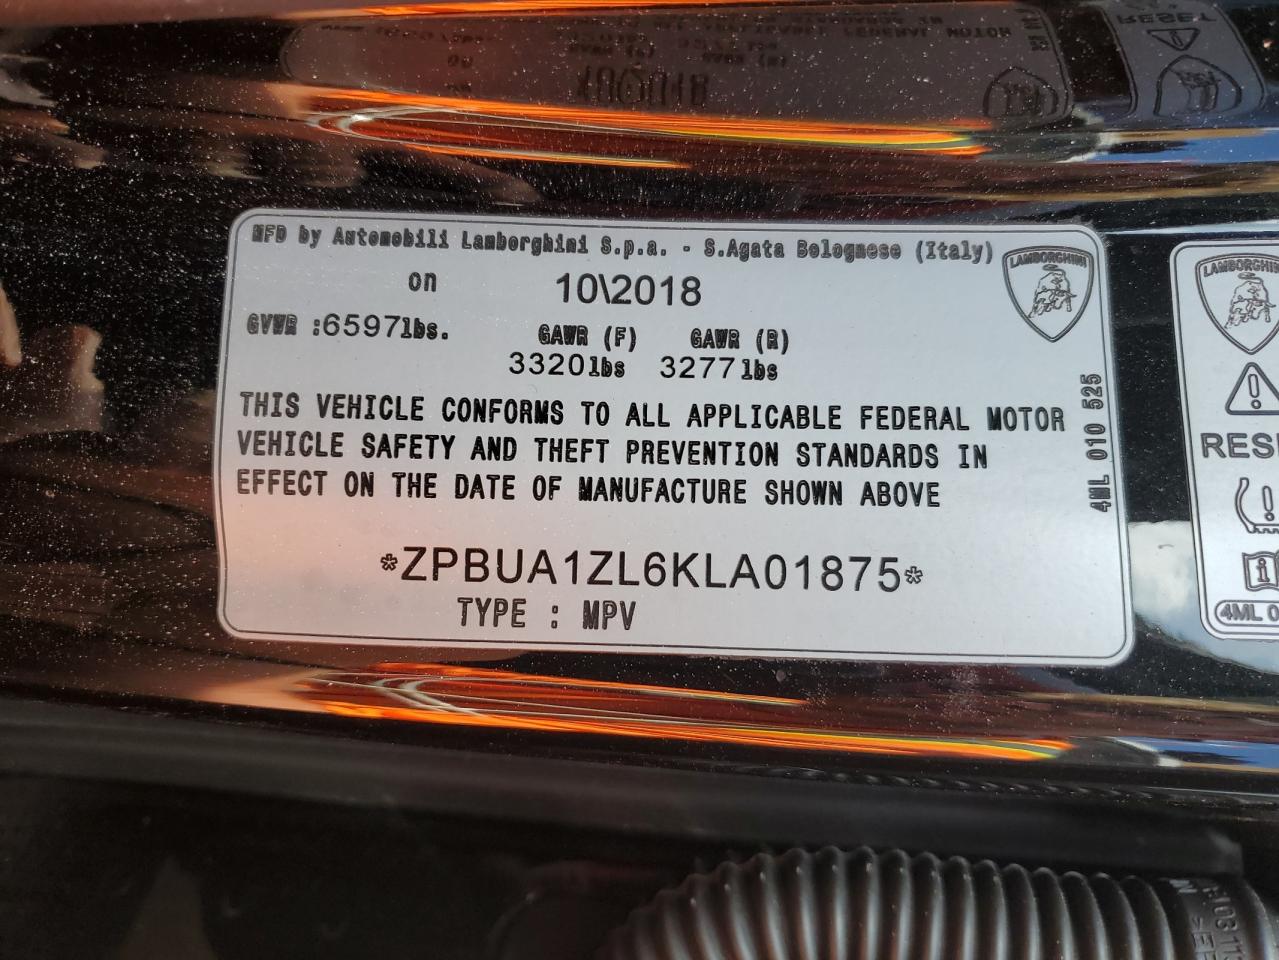 MFD by Automobili Lamborghini S.p.a. - S.Agata Bolognese (Italy)
on 10\2018
GVWR :6597lbs. GAWR (F) GAWR (R)
3320lbs 3277lbs
THIS VEHICLE CONFORMS TO ALL APPLICABLE FEDERAL MOTOR
VEHICLE SAFETY AND THEFT PREVENTION STANDARDS IN
EFFECT ON THE DATE OF MANUFACTURE SHOWN ABOVE
*ZPBUA1ZL6KLA01875*
TYPE : MPV
LAMBORGHINI
4ML 010 525
LAMBORGHINI
RES
4ML 0
RESET